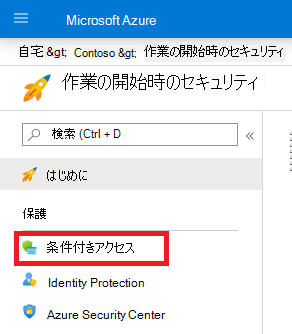 Microsoft Azure
自宅 &gt; Contoso &gt; 作業の開始時のセキュリティ
作業の開始時のセキュリティ
検索 (Ctrl + D
はじめに
保護
条件付きアクセス
Identity Protection
Azure Security Center